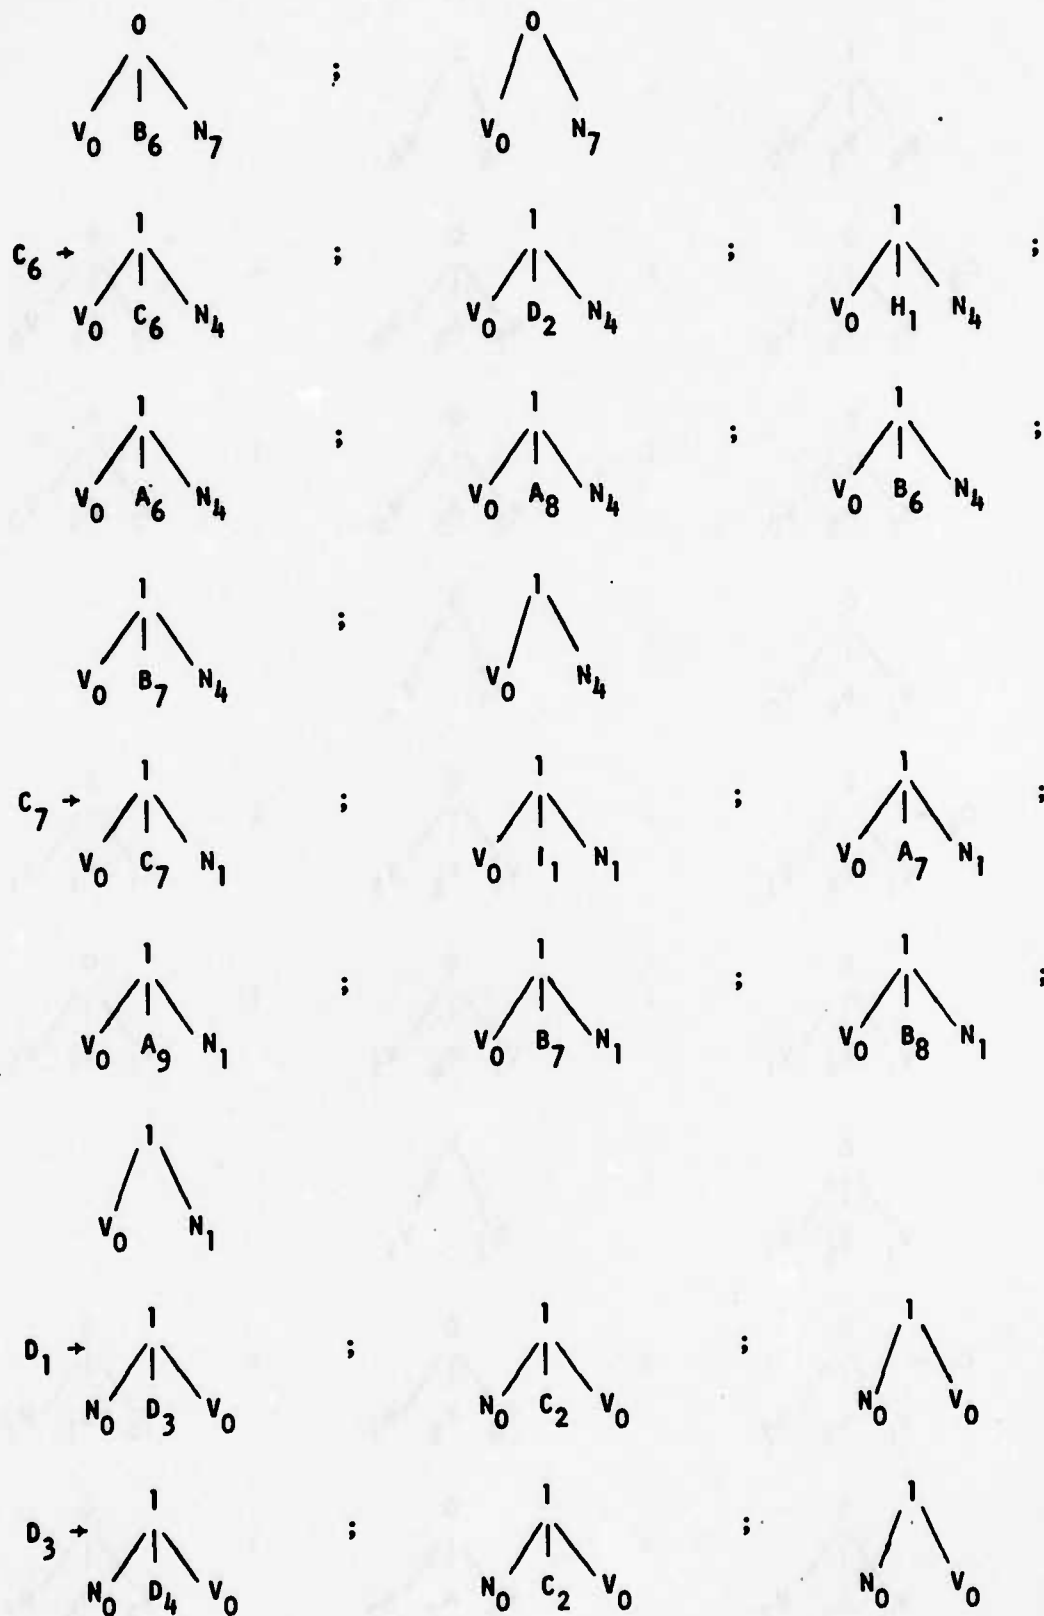 0 ; 0
V0 B6 N7 V0 N7
C6 → 1 ; 1 ; 1 ;
V0 C6 N4 V0 D2 N4 V0 H1 N4
1 ; 1 ; 1 ;
V0 A6 N4 V0 A8 N4 V0 B6 N4
1 ; 1
V0 B7 N4 V0 N4
C7 → 1 ; 1 ; 1 ;
V0 C7 N1 V0 I1 N1 V0 A7 N1
1 ; 1 ; 1 ;
V0 A9 N1 V0 B7 N1 V0 B8 N1
1
V0 N1
D1 → 1 ; 1 ; 1
N0 D3 V0 N0 C2 V0 N0 V0
D3 → 1 ; 1 ; 1
N0 D4 V0 N0 C2 V0 N0 V0